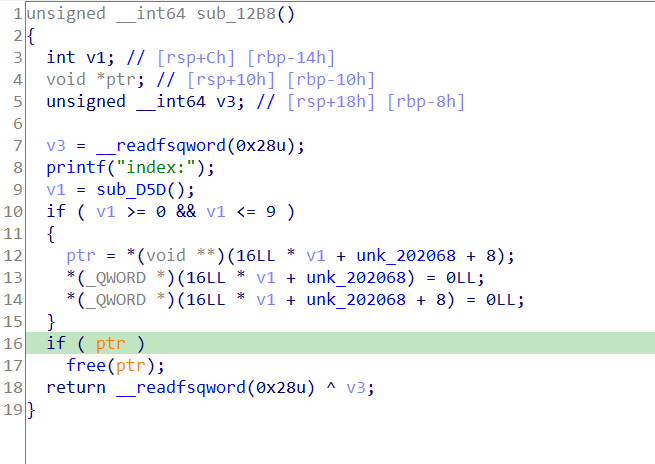 1 unsigned __int64 sub_12B8()
2 {
3   int v1; // [rsp+Ch] [rbp-14h]
4   void *ptr; // [rsp+10h] [rbp-10h]
5   unsigned __int64 v3; // [rsp+18h] [rbp-8h]
6
7   v3 = __readfsqword(0x28u);
8   printf("index:");
9   v1 = sub_D5D();
10   if ( v1 >= 0 && v1 <= 9 )
11   {
12     ptr = *(void **)(16LL * v1 + unk_202068 + 8);
13     *(_QWORD *)(16LL * v1 + unk_202068) = 0LL;
14     *(_QWORD *)(16LL * v1 + unk_202068 + 8) = 0LL;
15   }
16   if ( ptr )
17     free(ptr);
18   return __readfsqword(0x28u) ^ v3;
19 }